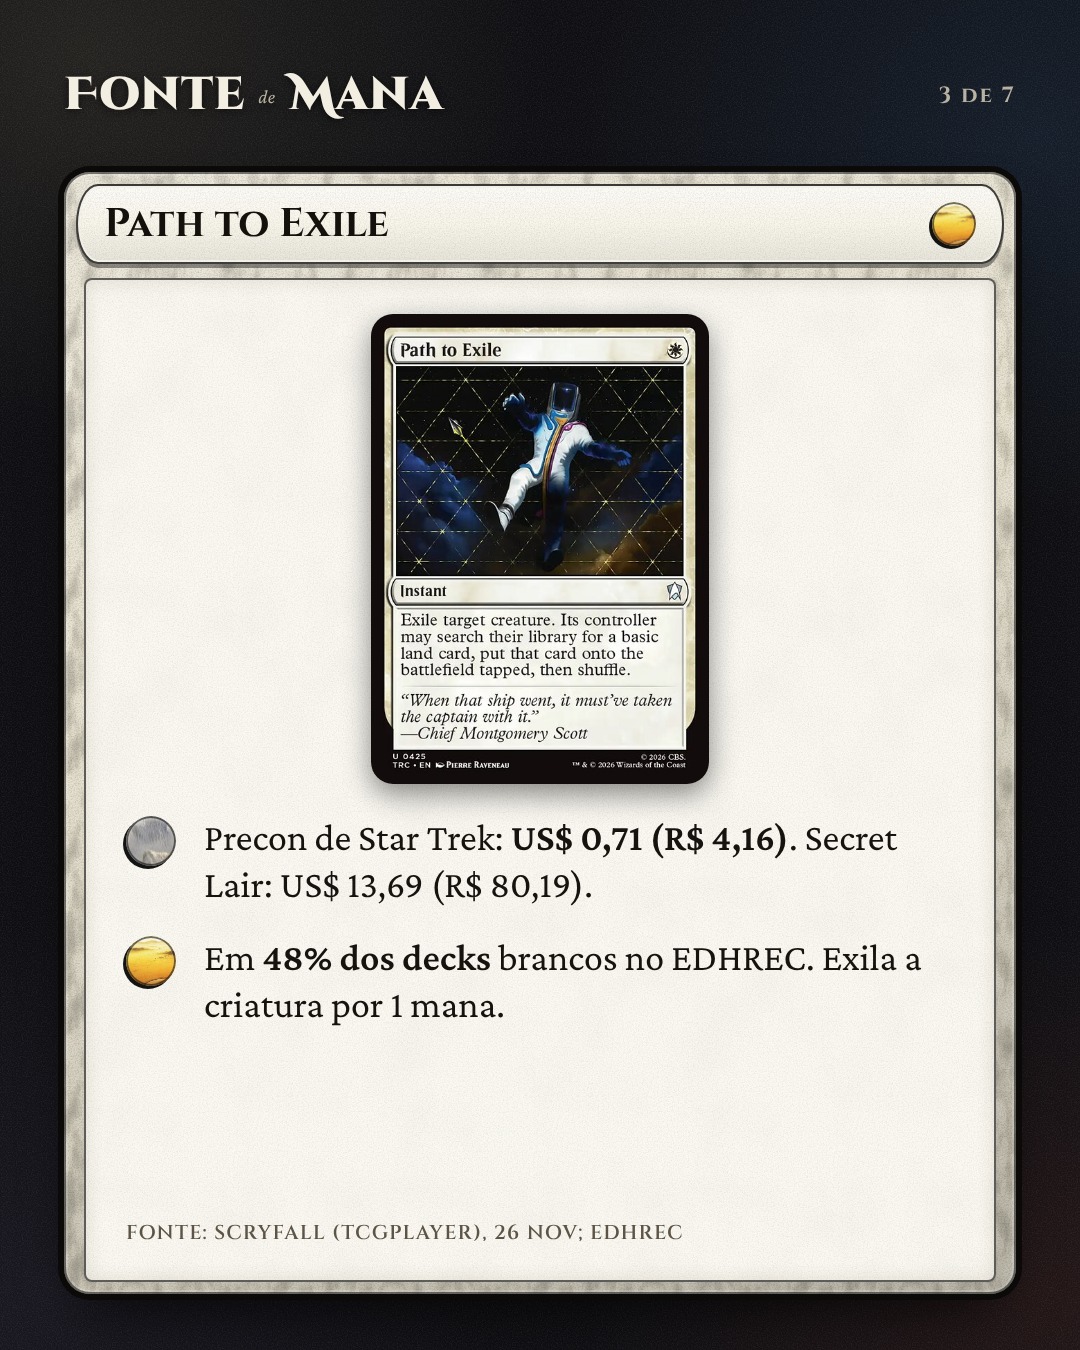 FONTE de MANA
3 DE 7
PATH TO EXILE
Path to Exile
Instant
Exile target creature. Its controller
may search their library for a basic
land card, put that card onto the
battlefield tapped, then shuffle.
“When that ship went, it must’ve taken
the captain with it.”
—Chief Montgomery Scott
U 0425
TRC • EN PIERRE RAVENEAU
© 2026 CBS.
™ & © 2026 Wizards of the Coast
Precon de Star Trek: US$ 0,71 (R$ 4,16). Secret
Lair: US$ 13,69 (R$ 80,19).
Em 48% dos decks brancos no EDHREC. Exila a
criatura por 1 mana.
FONTE: SCRYFALL (TCGPLAYER), 26 NOV; EDHREC